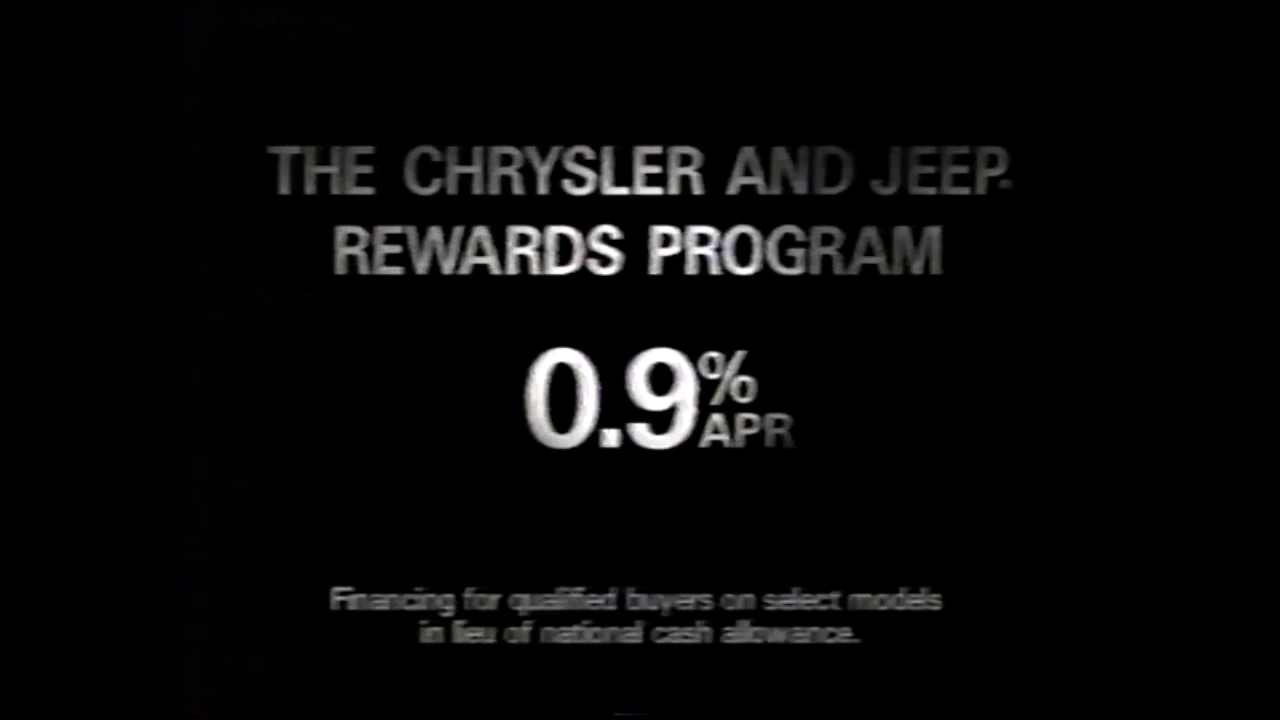 THE CHRYSLER AND JEEP
REWARDS PROGRAM
0.9%
APR
Financing for qualified buyers on select models
in lieu of national cash allowance.